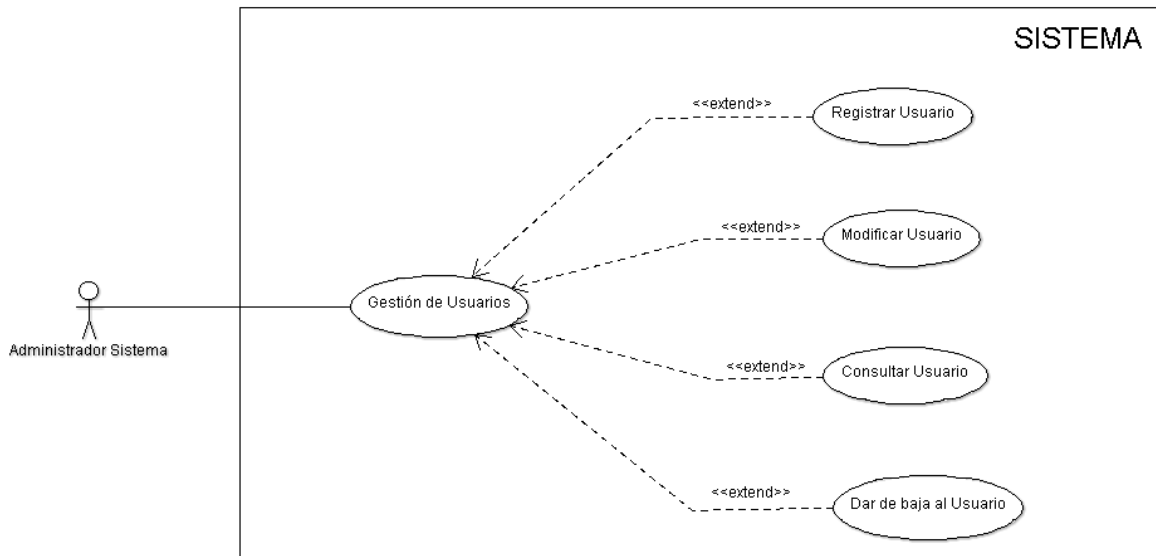 SISTEMA
<<extend>>
Registrar Usuario
<<extend>>
Modificar Usuario
Gestión de Usuarios
Administrador Sistema
<<extend>>
Consultar Usuario
<<extend>>
Dar de baja al Usuario